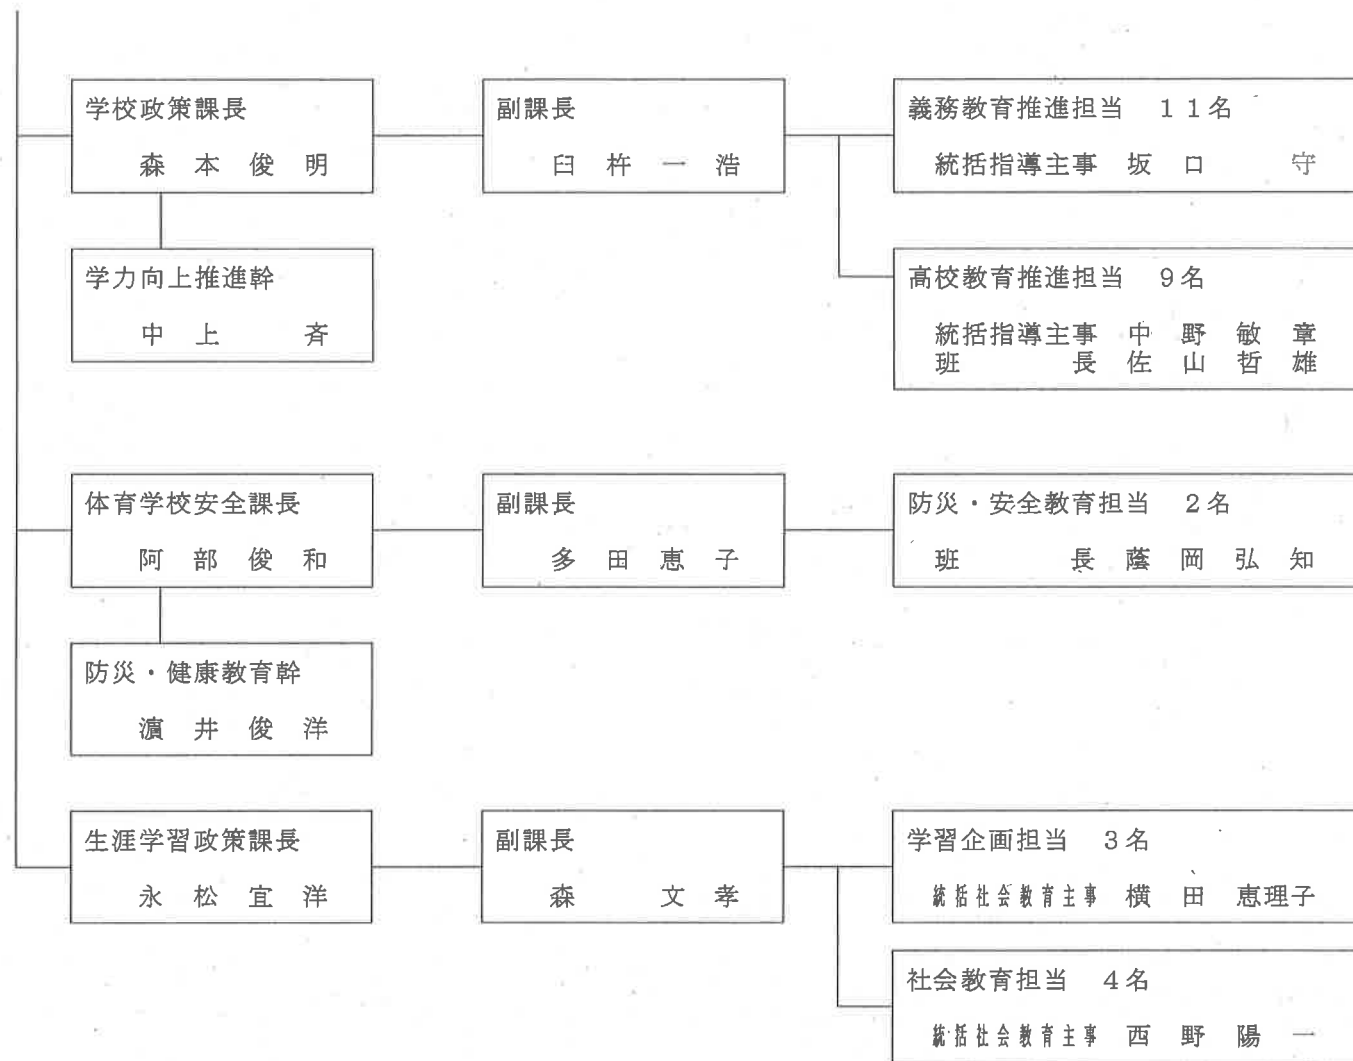 学校政策課長
森本俊明
副課長
臼杵一浩
義務教育推進担当　11名
統括指導主事 坂口　守
学力向上推進幹
中上　斉
高校教育推進担当　9名
統括指導主事 中野敏章
班　長 佐山哲雄
体育学校安全課長
阿部俊和
副課長
多田恵子
防災・安全教育担当　2名
班　長 蔭岡弘知
防災・健康教育幹
濵井俊洋
生涯学習政策課長
永松宜洋
副課長
森　文孝
学習企画担当　3名
統括社会教育主事 横田恵理子
社会教育担当　4名
統括社会教育主事 西野陽一